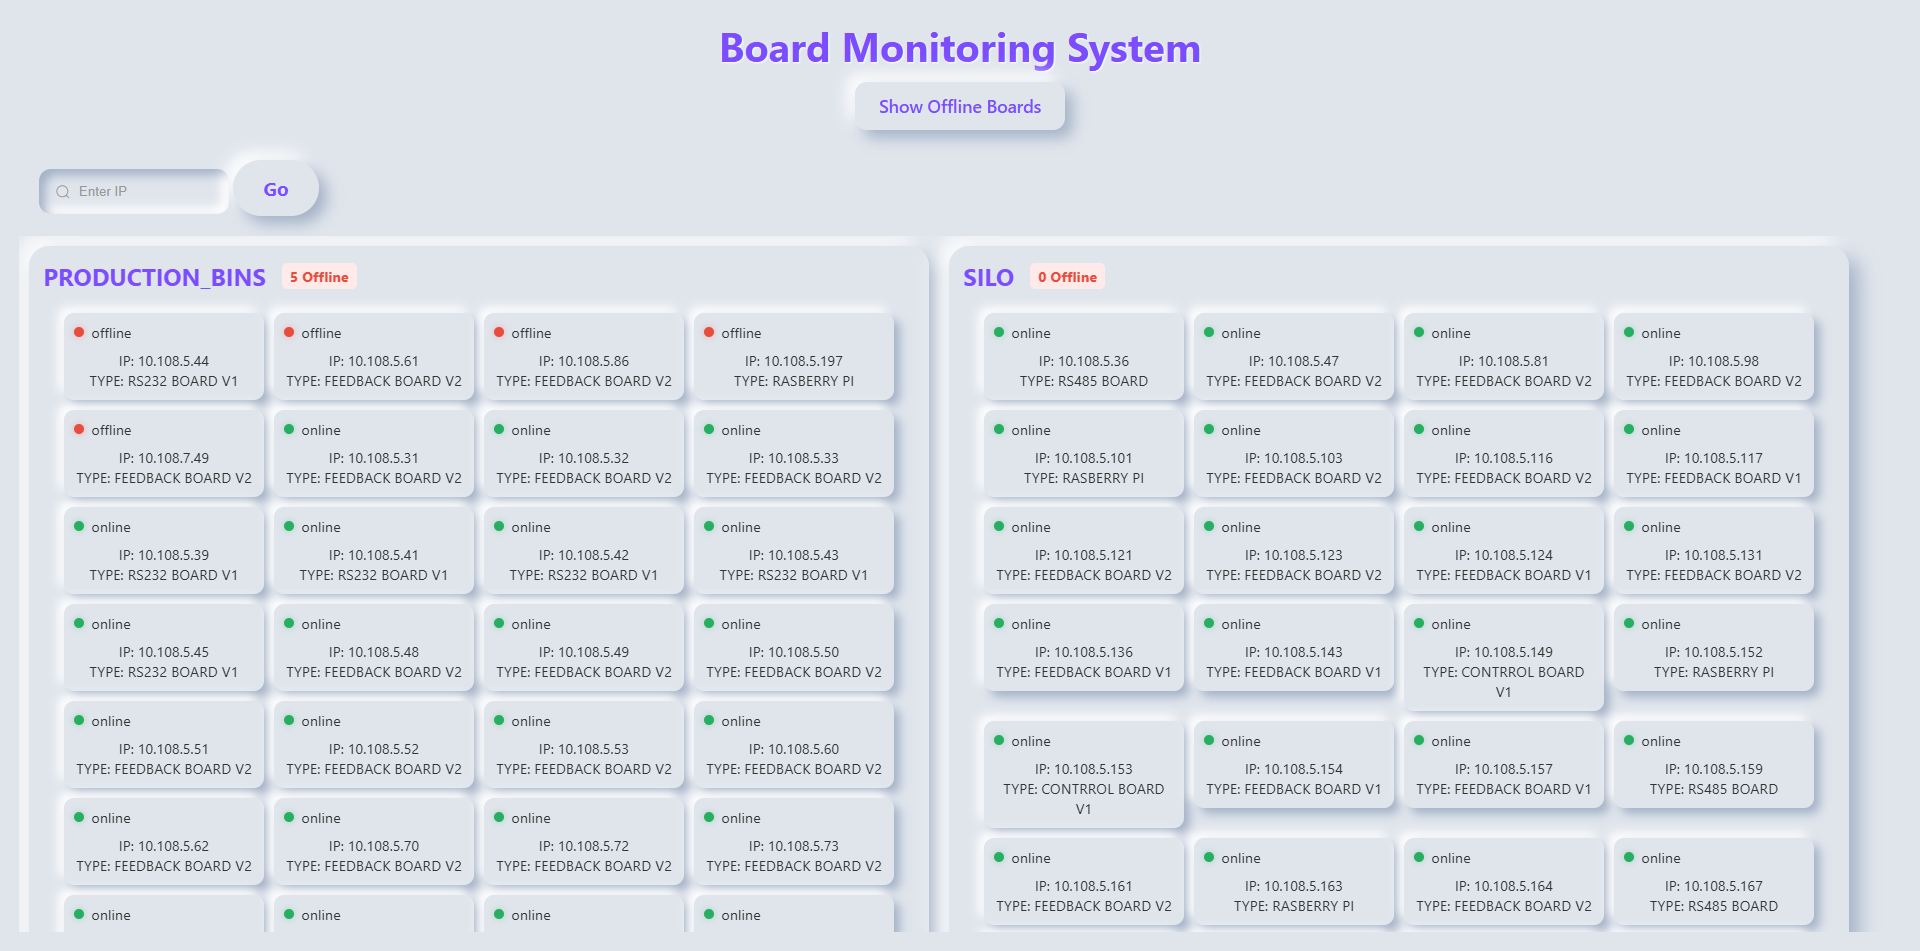 Board Monitoring System
Show Offline Boards
Enter IP
Go
PRODUCTION_BINS
5 Offline
offline
IP: 10.108.5.44
TYPE: RS232 BOARD V1
offline
IP: 10.108.5.61
TYPE: FEEDBACK BOARD V2
offline
IP: 10.108.5.86
TYPE: FEEDBACK BOARD V2
offline
IP: 10.108.5.197
TYPE: RASBERRY PI
offline
IP: 10.108.7.49
TYPE: FEEDBACK BOARD V2
online
IP: 10.108.5.31
TYPE: FEEDBACK BOARD V2
online
IP: 10.108.5.32
TYPE: FEEDBACK BOARD V2
online
IP: 10.108.5.33
TYPE: FEEDBACK BOARD V2
online
IP: 10.108.5.39
TYPE: RS232 BOARD V1
online
IP: 10.108.5.41
TYPE: RS232 BOARD V1
online
IP: 10.108.5.42
TYPE: RS232 BOARD V1
online
IP: 10.108.5.43
TYPE: RS232 BOARD V1
online
IP: 10.108.5.45
TYPE: RS232 BOARD V1
online
IP: 10.108.5.48
TYPE: FEEDBACK BOARD V2
online
IP: 10.108.5.49
TYPE: FEEDBACK BOARD V2
online
IP: 10.108.5.50
TYPE: FEEDBACK BOARD V2
online
IP: 10.108.5.51
TYPE: FEEDBACK BOARD V2
online
IP: 10.108.5.52
TYPE: FEEDBACK BOARD V2
online
IP: 10.108.5.53
TYPE: FEEDBACK BOARD V2
online
IP: 10.108.5.60
TYPE: FEEDBACK BOARD V2
online
IP: 10.108.5.62
TYPE: FEEDBACK BOARD V2
online
IP: 10.108.5.70
TYPE: FEEDBACK BOARD V2
online
IP: 10.108.5.72
TYPE: FEEDBACK BOARD V2
online
IP: 10.108.5.73
TYPE: FEEDBACK BOARD V2
online
online
online
online
SILO
0 Offline
online
IP: 10.108.5.36
TYPE: RS485 BOARD
online
IP: 10.108.5.47
TYPE: FEEDBACK BOARD V2
online
IP: 10.108.5.81
TYPE: FEEDBACK BOARD V2
online
IP: 10.108.5.98
TYPE: FEEDBACK BOARD V2
online
IP: 10.108.5.101
TYPE: RASBERRY PI
online
IP: 10.108.5.103
TYPE: FEEDBACK BOARD V2
online
IP: 10.108.5.116
TYPE: FEEDBACK BOARD V2
online
IP: 10.108.5.117
TYPE: FEEDBACK BOARD V1
online
IP: 10.108.5.121
TYPE: FEEDBACK BOARD V2
online
IP: 10.108.5.123
TYPE: FEEDBACK BOARD V2
online
IP: 10.108.5.124
TYPE: FEEDBACK BOARD V1
online
IP: 10.108.5.131
TYPE: FEEDBACK BOARD V2
online
IP: 10.108.5.136
TYPE: FEEDBACK BOARD V1
online
IP: 10.108.5.143
TYPE: FEEDBACK BOARD V1
online
IP: 10.108.5.149
TYPE: CONTRROL BOARD
V1
online
IP: 10.108.5.152
TYPE: RASBERRY PI
online
IP: 10.108.5.153
TYPE: CONTRROL BOARD
V1
online
IP: 10.108.5.154
TYPE: FEEDBACK BOARD V1
online
IP: 10.108.5.157
TYPE: FEEDBACK BOARD V1
online
IP: 10.108.5.159
TYPE: RS485 BOARD
online
IP: 10.108.5.161
TYPE: FEEDBACK BOARD V2
online
IP: 10.108.5.163
TYPE: RASBERRY PI
online
IP: 10.108.5.164
TYPE: FEEDBACK BOARD V2
online
IP: 10.108.5.167
TYPE: RS485 BOARD